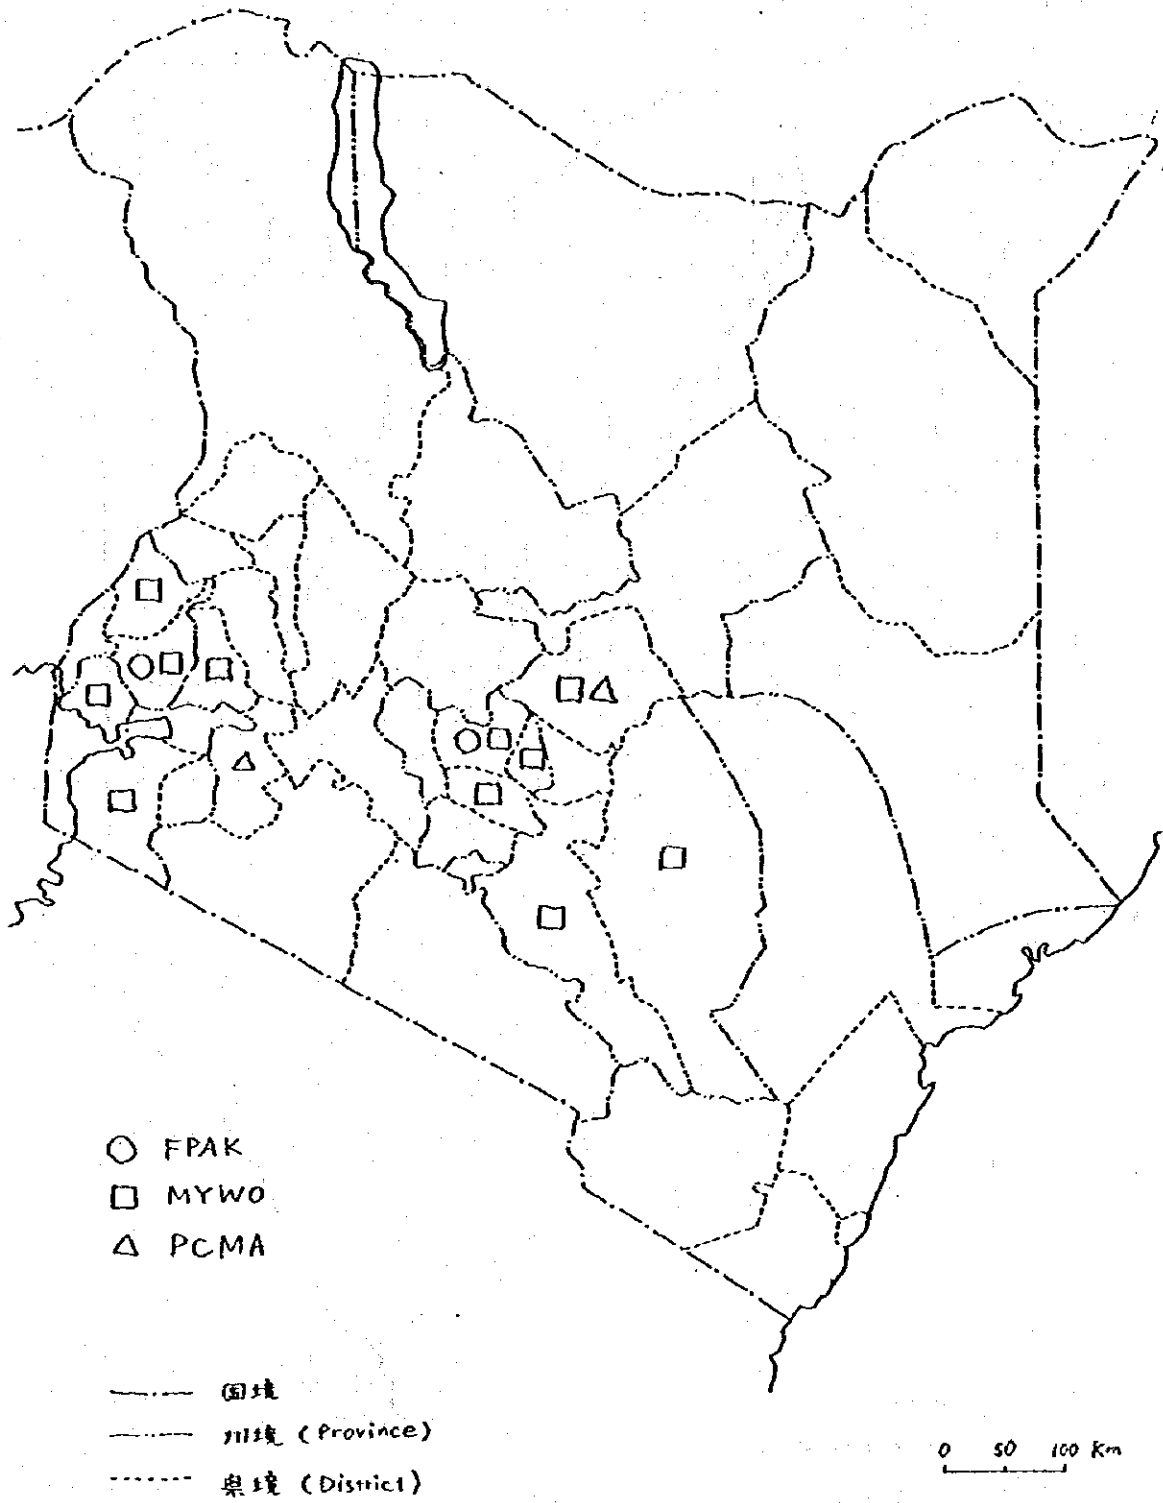 FPAK
MYWO
PCMA
国境
州境 (Province)
県境 (District)
0 50 100 Km